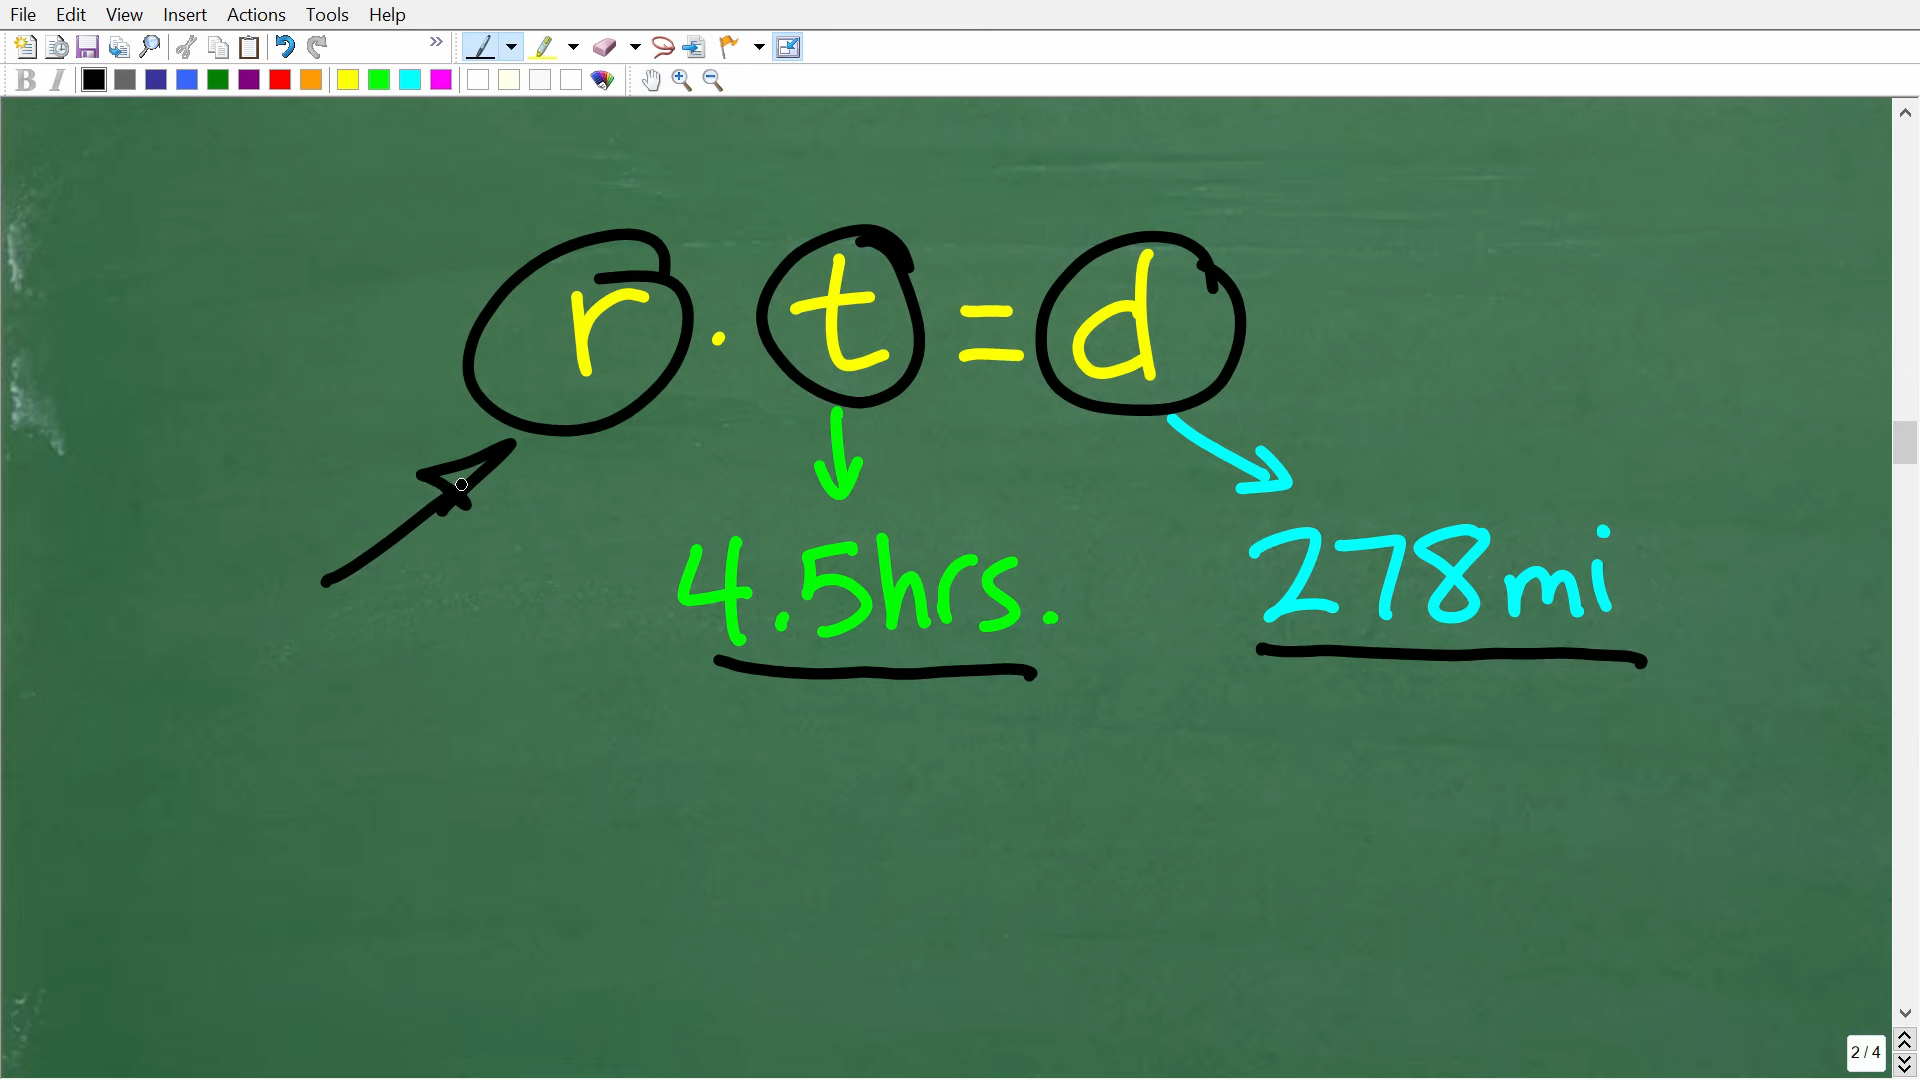 File Edit View Insert Actions Tools Help
B I
r · t = d
4.5hrs. 278mi
2 / 4